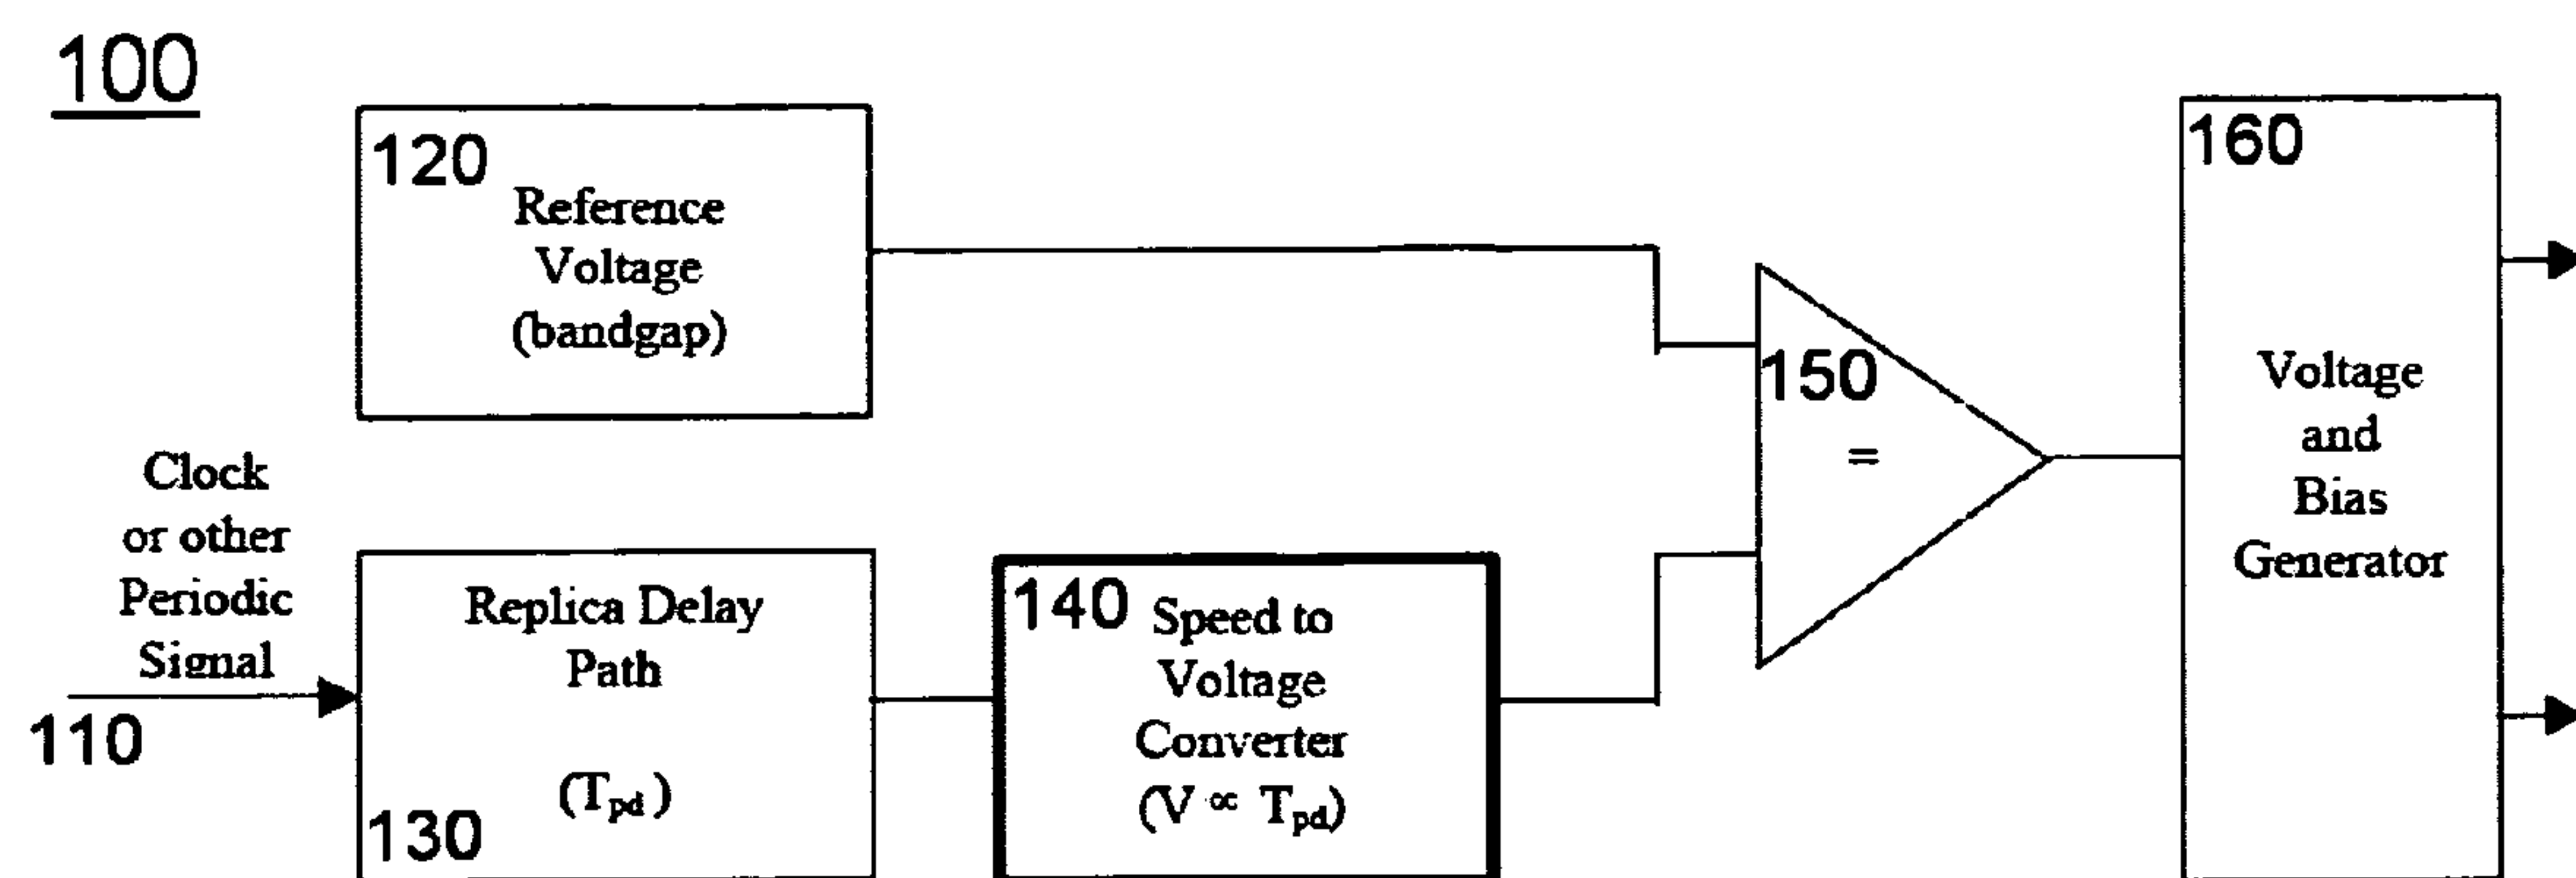 100
120
Reference
Voltage
(bandgap)
Clock
or other
Periodic
Signal
110
Replica Delay
Path
(Tpd)
130
140 Speed to
Voltage
Converter
(V ∝ Tpd)
150
=
160
Voltage
and
Bias
Generator